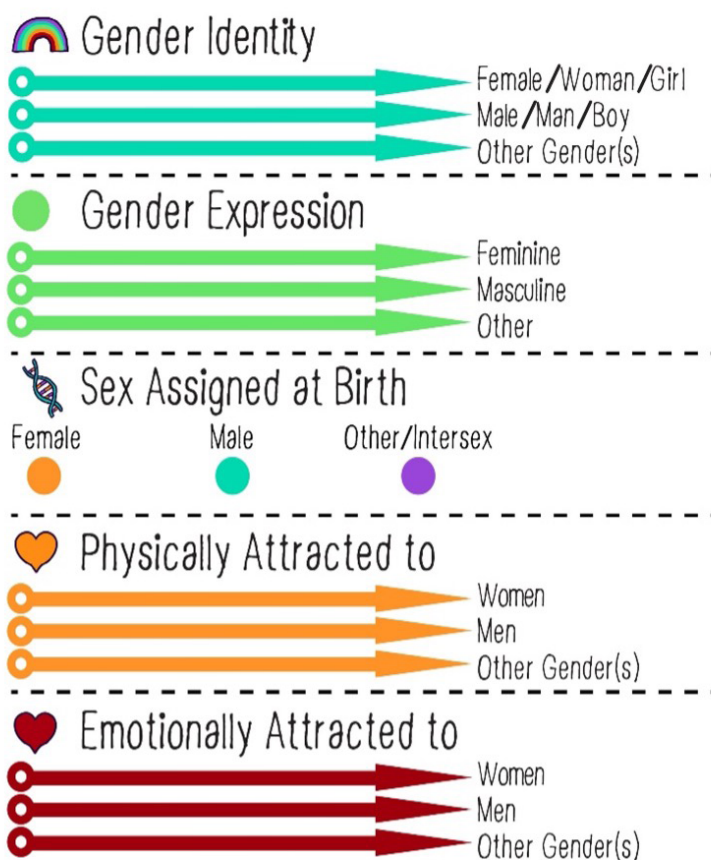 Gender Identity
Female/Woman/Girl
Male/Man/Boy
Other Gender(s)
Gender Expression
Feminine
Masculine
Other
Sex Assigned at Birth
Female Male Other/Intersex
Physically Attracted to
Women
Men
Other Gender(s)
Emotionally Attracted to
Women
Men
Other Gender(s)